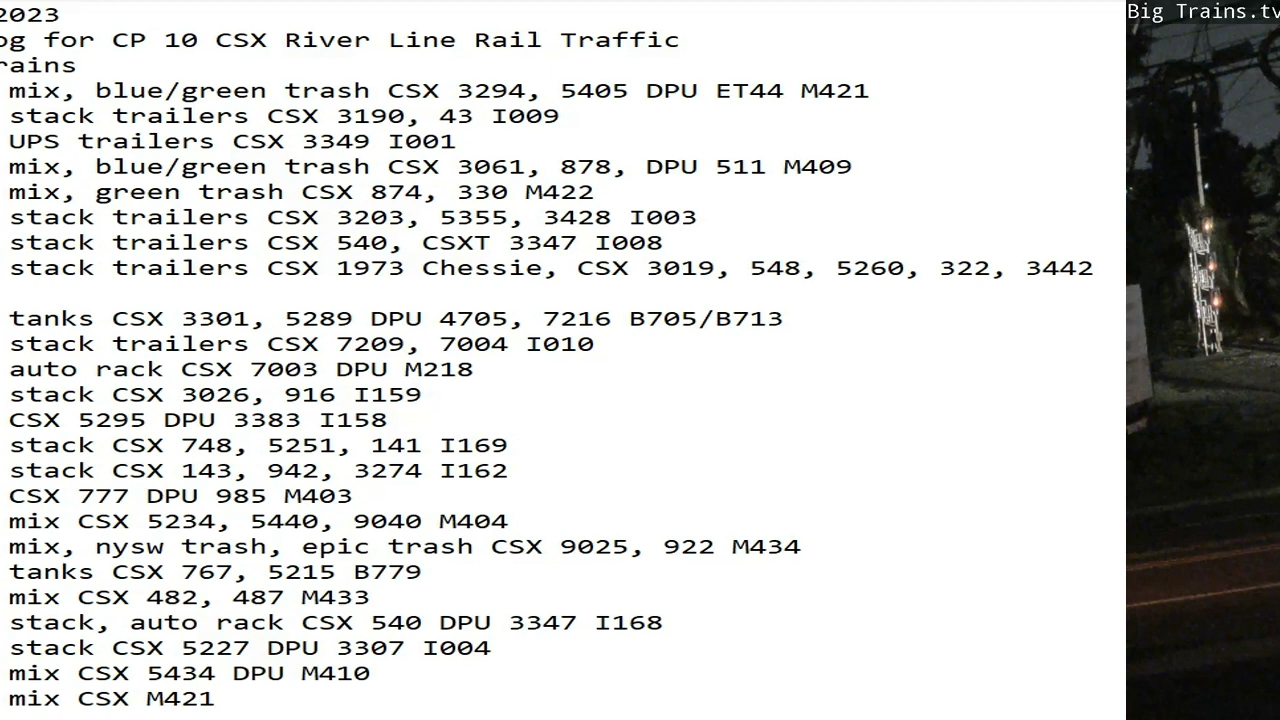 2023
og for CP 10 CSX River Line Rail Traffic
rains
mix, blue/green trash CSX 3294, 5405 DPU ET44 M421
stack trailers CSX 3190, 43 I009
UPS trailers CSX 3349 I001
mix, blue/green trash CSX 3061, 878, DPU 511 M409
mix, green trash CSX 874, 330 M422
stack trailers CSX 3203, 5355, 3428 I003
stack trailers CSX 540, CSXT 3347 I008
stack trailers CSX 1973 Chessie, CSX 3019, 548, 5260, 322, 3442
tanks CSX 3301, 5289 DPU 4705, 7216 B705/B713
stack trailers CSX 7209, 7004 I010
auto rack CSX 7003 DPU M218
stack CSX 3026, 916 I159
CSX 5295 DPU 3383 I158
stack CSX 748, 5251, 141 I169
stack CSX 143, 942, 3274 I162
CSX 777 DPU 985 M403
mix CSX 5234, 5440, 9040 M404
mix, nysw trash, epic trash CSX 9025, 922 M434
tanks CSX 767, 5215 B779
mix CSX 482, 487 M433
stack, auto rack CSX 540 DPU 3347 I168
stack CSX 5227 DPU 3307 I004
mix CSX 5434 DPU M410
mix CSX M421
Big Trains.tv